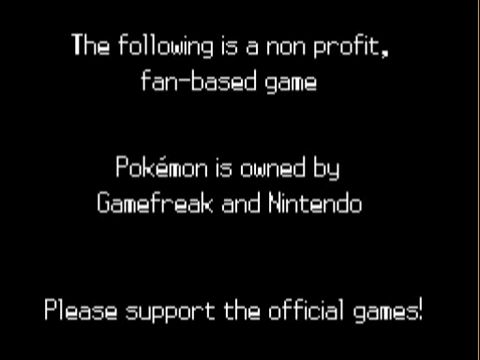 The following is a non profit,
fan-based game
Pokémon is owned by
Gamefreak and Nintendo
Please support the official games!